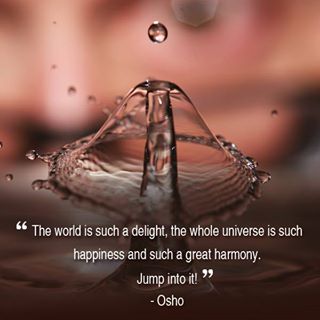 “ The world is such a delight, the whole universe is such
happiness and such a great harmony.
Jump into it! ”
- Osho